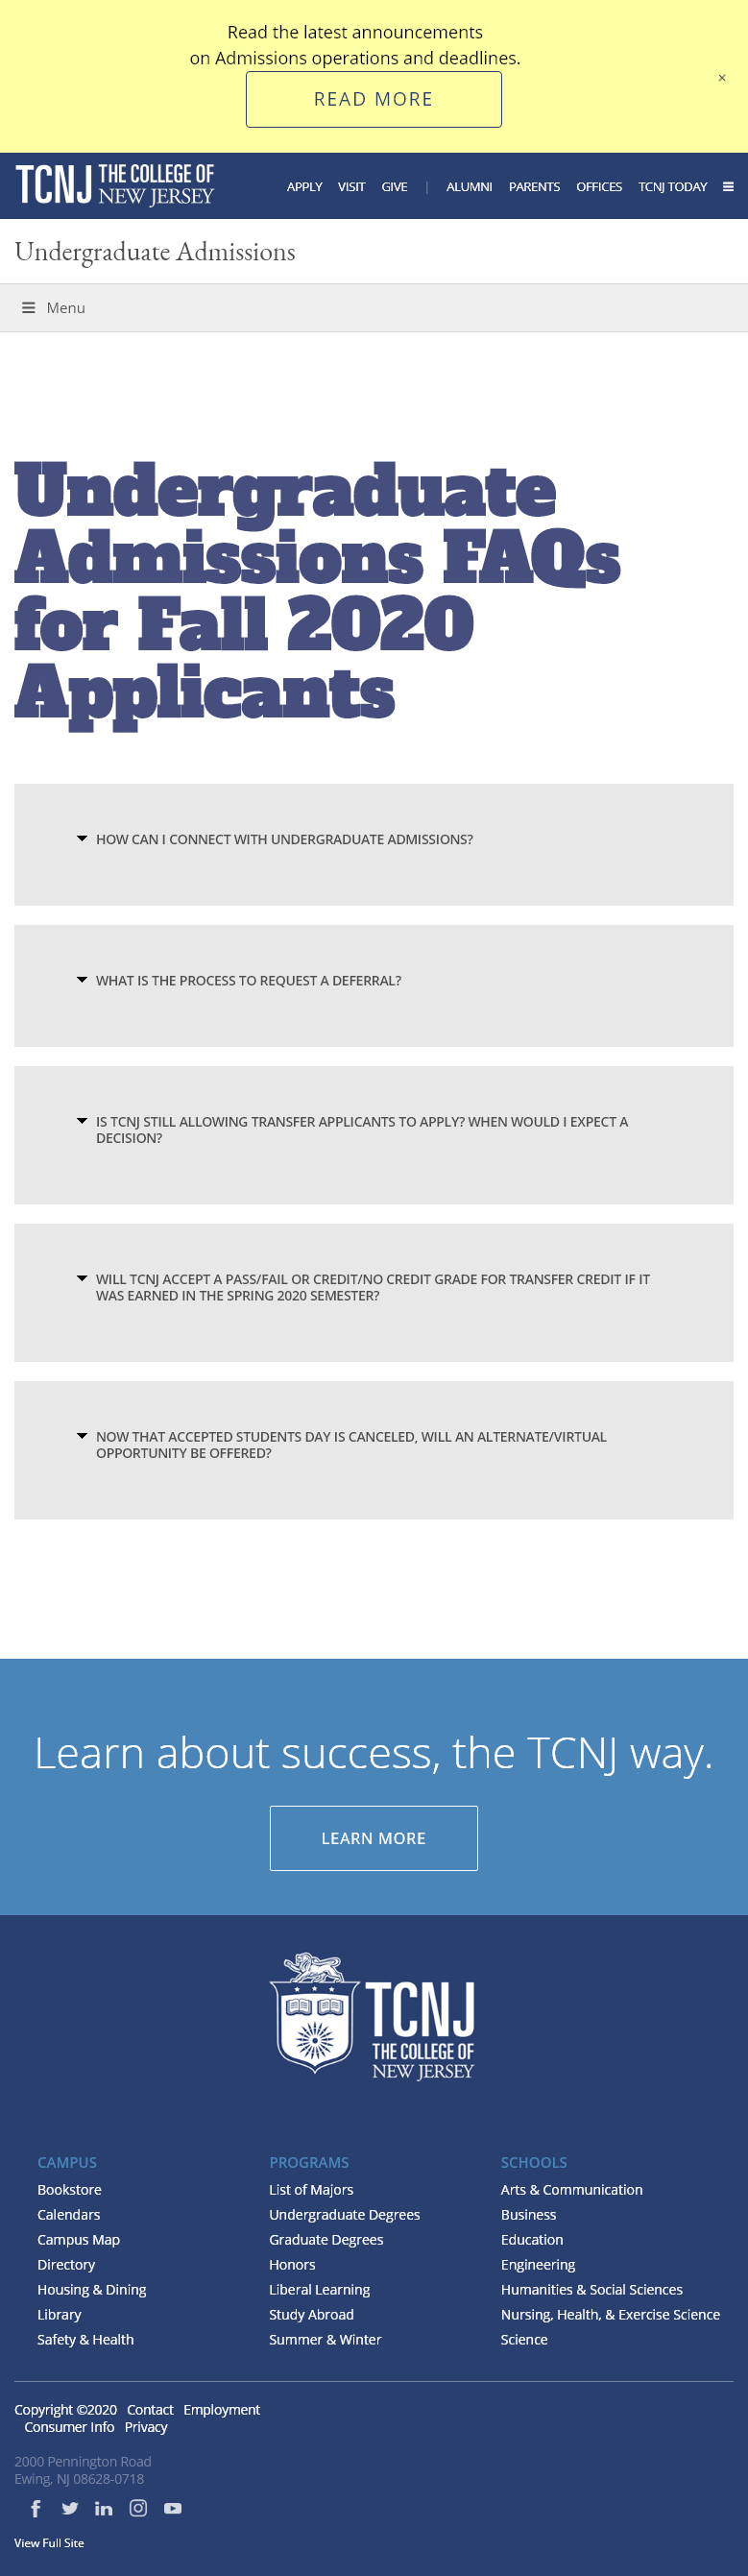 Read the latest announcements
on Admissions operations and deadlines.
×
READ MORE
TCNJ THE COLLEGE OF
NEW JERSEY
APPLY VISIT GIVE | ALUMNI PARENTS OFFICES TCNJ TODAY
Undergraduate Admissions
Menu
Undergraduate
Admissions FAQs
for Fall 2020
Applicants
HOW CAN I CONNECT WITH UNDERGRADUATE ADMISSIONS?
WHAT IS THE PROCESS TO REQUEST A DEFERRAL?
IS TCNJ STILL ALLOWING TRANSFER APPLICANTS TO APPLY? WHEN WOULD I EXPECT A
DECISION?
WILL TCNJ ACCEPT A PASS/FAIL OR CREDIT/NO CREDIT GRADE FOR TRANSFER CREDIT IF IT
WAS EARNED IN THE SPRING 2020 SEMESTER?
NOW THAT ACCEPTED STUDENTS DAY IS CANCELED, WILL AN ALTERNATE/VIRTUAL
OPPORTUNITY BE OFFERED?
Learn about success, the TCNJ way.
LEARN MORE
TCNJ
THE COLLEGE OF
NEW JERSEY
CAMPUS
Bookstore
Calendars
Campus Map
Directory
Housing & Dining
Library
Safety & Health
PROGRAMS
List of Majors
Undergraduate Degrees
Graduate Degrees
Honors
Liberal Learning
Study Abroad
Summer & Winter
SCHOOLS
Arts & Communication
Business
Education
Engineering
Humanities & Social Sciences
Nursing, Health, & Exercise Science
Science
Copyright ©2020 Contact Employment
Consumer Info Privacy
2000 Pennington Road
Ewing, NJ 08628-0718
View Full Site